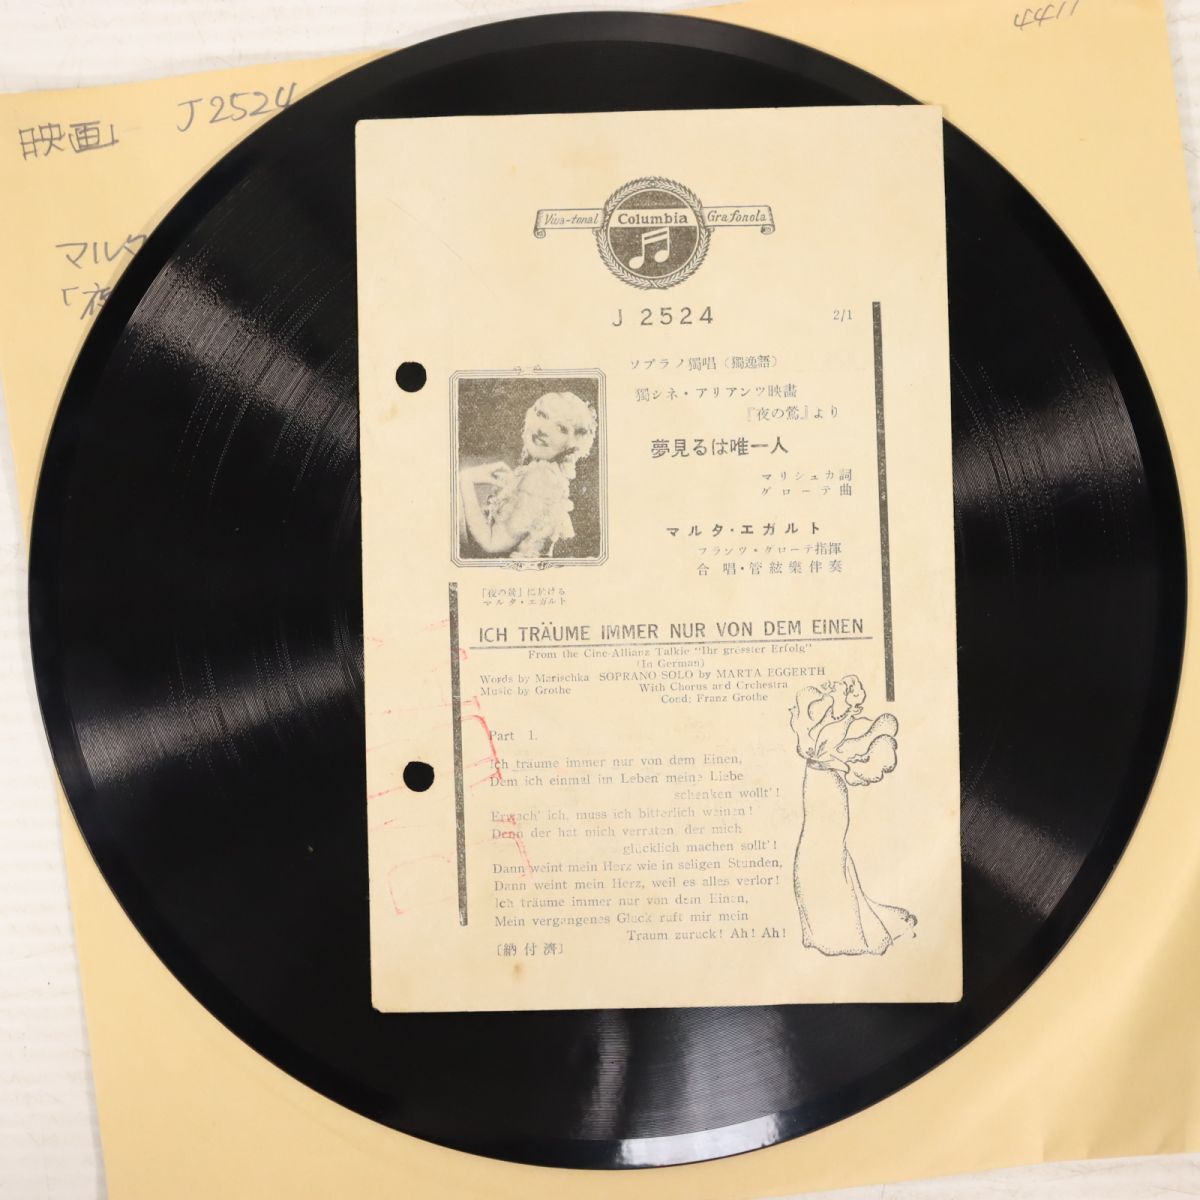 4411
映画 J2524
マルタ
「夜
Viva-tonal Columbia Grafonola
J 2524
2/1
ソプラノ獨唱(獨逸語)
獨シネ・アリアンツ映畫
『夜の鶯』より
夢見るは唯一人
マリシュカ詞
グローテ曲
マルタ・エガルト
フランツ・グローテ指揮
合唱・管絃樂伴奏
「夜の鶯」に於ける
マルタ・エガルト
ICH TRÄUME IMMER NUR VON DEM EINEN
From the Cine-Allianz Talkie "Ihr grösster Erfolg"
(In German)
Words by Marischka SOPRANO SOLO by MARTA EGGERTH
Music by Grothe With Chorus and Orchestra
Cond: Franz Grothe
Part 1.
Ich träume immer nur von dem Einen,
Dem ich einmal im Leben meine Liebe
schenken wollt'!
Erwach' ich, muss ich bitterlich weinen!
Denn der hat mich verraten, der mich
glücklich machen sollt'!
Dann weint mein Herz wie in seligen Stunden,
Dann weint mein Herz, weil es alles verlor!
Ich träume immer nur von dem Einen,
Mein vergangenes Gluck ruft mir mein
Traum zuruck! Ah! Ah!
〔納付濟〕